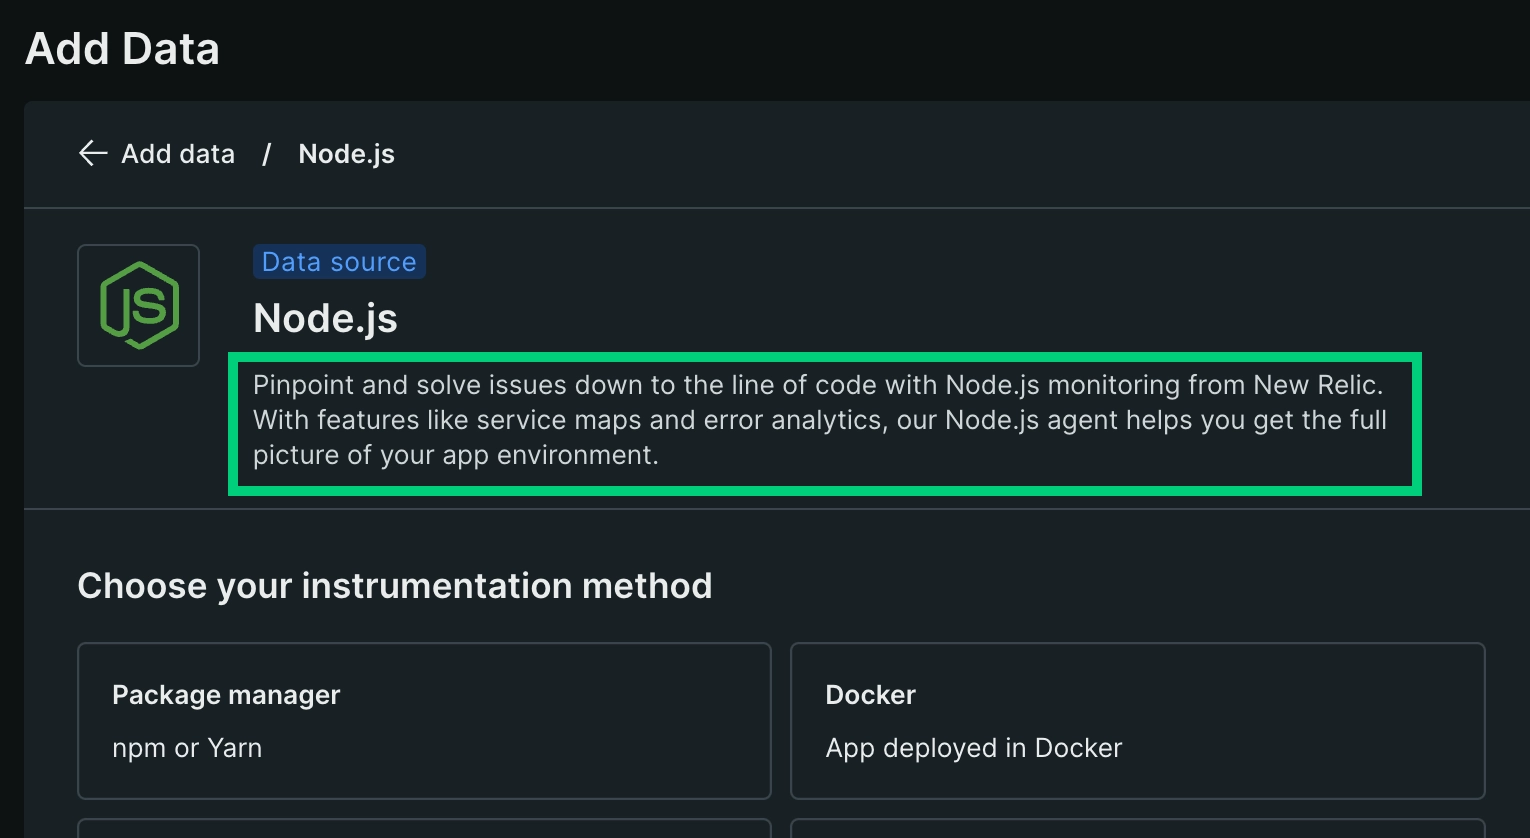 Add Data
Add data / Node.js
JS
Data source
Node.js
Pinpoint and solve issues down to the line of code with Node.js monitoring from New Relic.
With features like service maps and error analytics, our Node.js agent helps you get the full
picture of your app environment.
Choose your instrumentation method
Package manager
npm or Yarn
Docker
App deployed in Docker